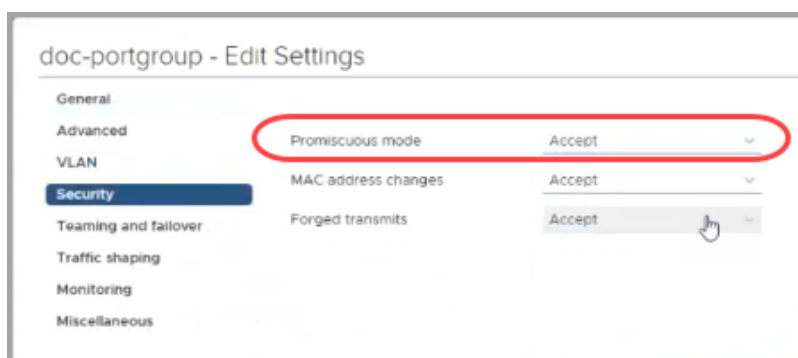 doc-portgroup - Edit Settings
General
Advanced
VLAN
Security
Teaming and failover
Traffic shaping
Monitoring
Miscellaneous
Promiscuous mode Accept
MAC address changes Accept
Forged transmits Accept